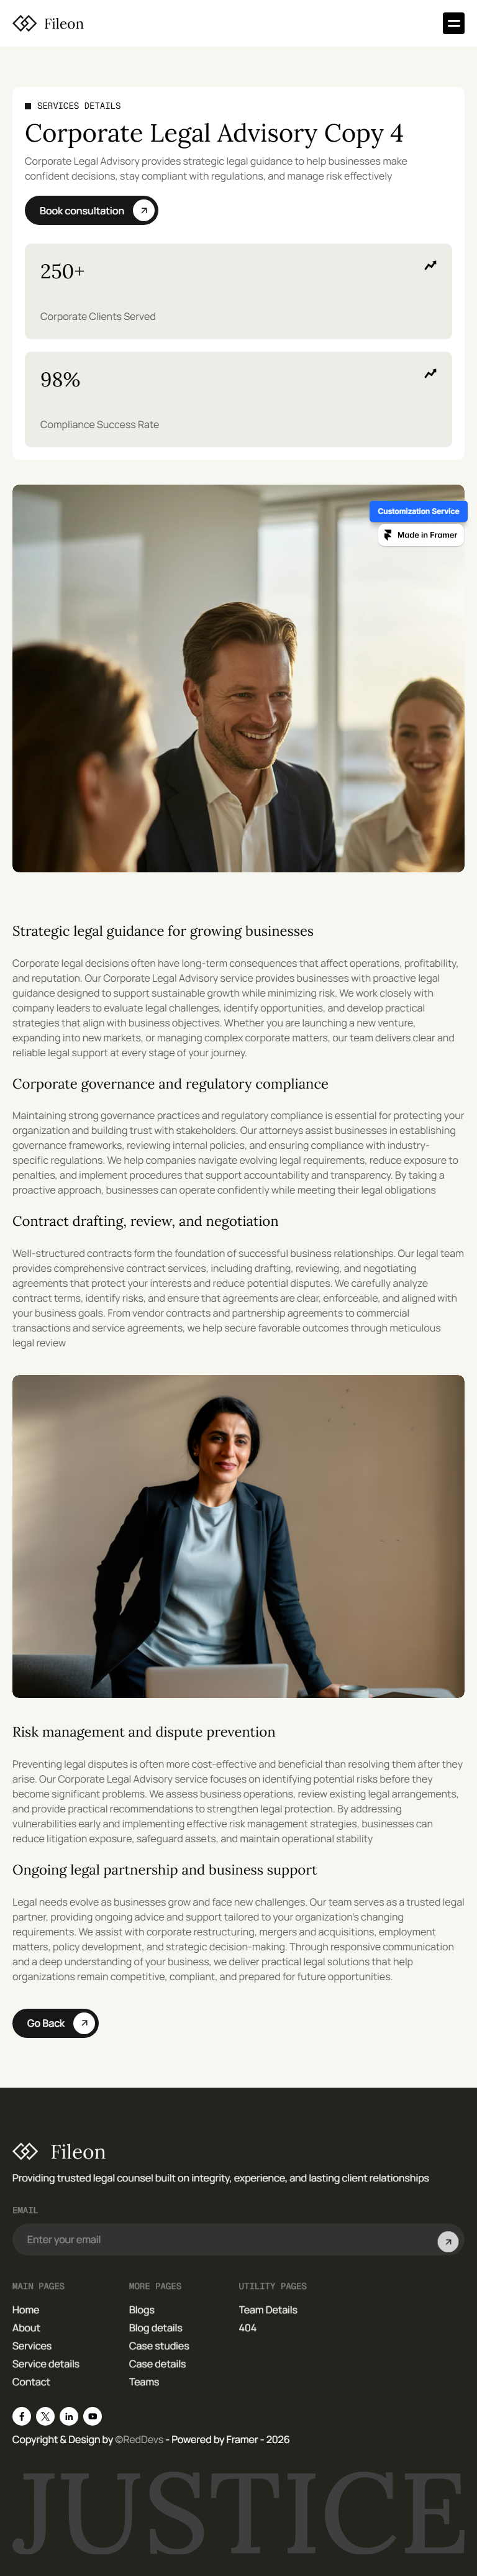 Fileon
SERVICES DETAILS
Corporate Legal Advisory Copy 4
Corporate Legal Advisory provides strategic legal guidance to help businesses make
confident decisions, stay compliant with regulations, and manage risk effectively
Book consultation
250+
Corporate Clients Served
98%
Compliance Success Rate
Customization Service
Made in Framer
Strategic legal guidance for growing businesses
Corporate legal decisions often have long-term consequences that affect operations, profitability,
and reputation. Our Corporate Legal Advisory service provides businesses with proactive legal
guidance designed to support sustainable growth while minimizing risk. We work closely with
company leaders to evaluate legal challenges, identify opportunities, and develop practical
strategies that align with business objectives. Whether you are launching a new venture,
expanding into new markets, or managing complex corporate matters, our team delivers clear and
reliable legal support at every stage of your journey.
Corporate governance and regulatory compliance
Maintaining strong governance practices and regulatory compliance is essential for protecting your
organization and building trust with stakeholders. Our attorneys assist businesses in establishing
governance frameworks, reviewing internal policies, and ensuring compliance with industry-
specific regulations. We help companies navigate evolving legal requirements, reduce exposure to
penalties, and implement procedures that support accountability and transparency. By taking a
proactive approach, businesses can operate confidently while meeting their legal obligations
Contract drafting, review, and negotiation
Well-structured contracts form the foundation of successful business relationships. Our legal team
provides comprehensive contract services, including drafting, reviewing, and negotiating
agreements that protect your interests and reduce potential disputes. We carefully analyze
contract terms, identify risks, and ensure that agreements are clear, enforceable, and aligned with
your business goals. From vendor contracts and partnership agreements to commercial
transactions and service agreements, we help secure favorable outcomes through meticulous
legal review
Risk management and dispute prevention
Preventing legal disputes is often more cost-effective and beneficial than resolving them after they
arise. Our Corporate Legal Advisory service focuses on identifying potential risks before they
become significant problems. We assess business operations, review existing legal arrangements,
and provide practical recommendations to strengthen legal protection. By addressing
vulnerabilities early and implementing effective risk management strategies, businesses can
reduce litigation exposure, safeguard assets, and maintain operational stability
Ongoing legal partnership and business support
Legal needs evolve as businesses grow and face new challenges. Our team serves as a trusted legal
partner, providing ongoing advice and support tailored to your organization's changing
requirements. We assist with corporate restructuring, mergers and acquisitions, employment
matters, policy development, and strategic decision-making. Through responsive communication
and a deep understanding of your business, we deliver practical legal solutions that help
organizations remain competitive, compliant, and prepared for future opportunities.
Go Back
Fileon
Providing trusted legal counsel built on integrity, experience, and lasting client relationships
EMAIL
Enter your email
MAIN PAGES
Home
About
Services
Service details
Contact
MORE PAGES
Blogs
Blog details
Case studies
Case details
Teams
UTILITY PAGES
Team Details
404
Copyright & Design by ©RedDevs - Powered by Framer - 2026
JUSTICE